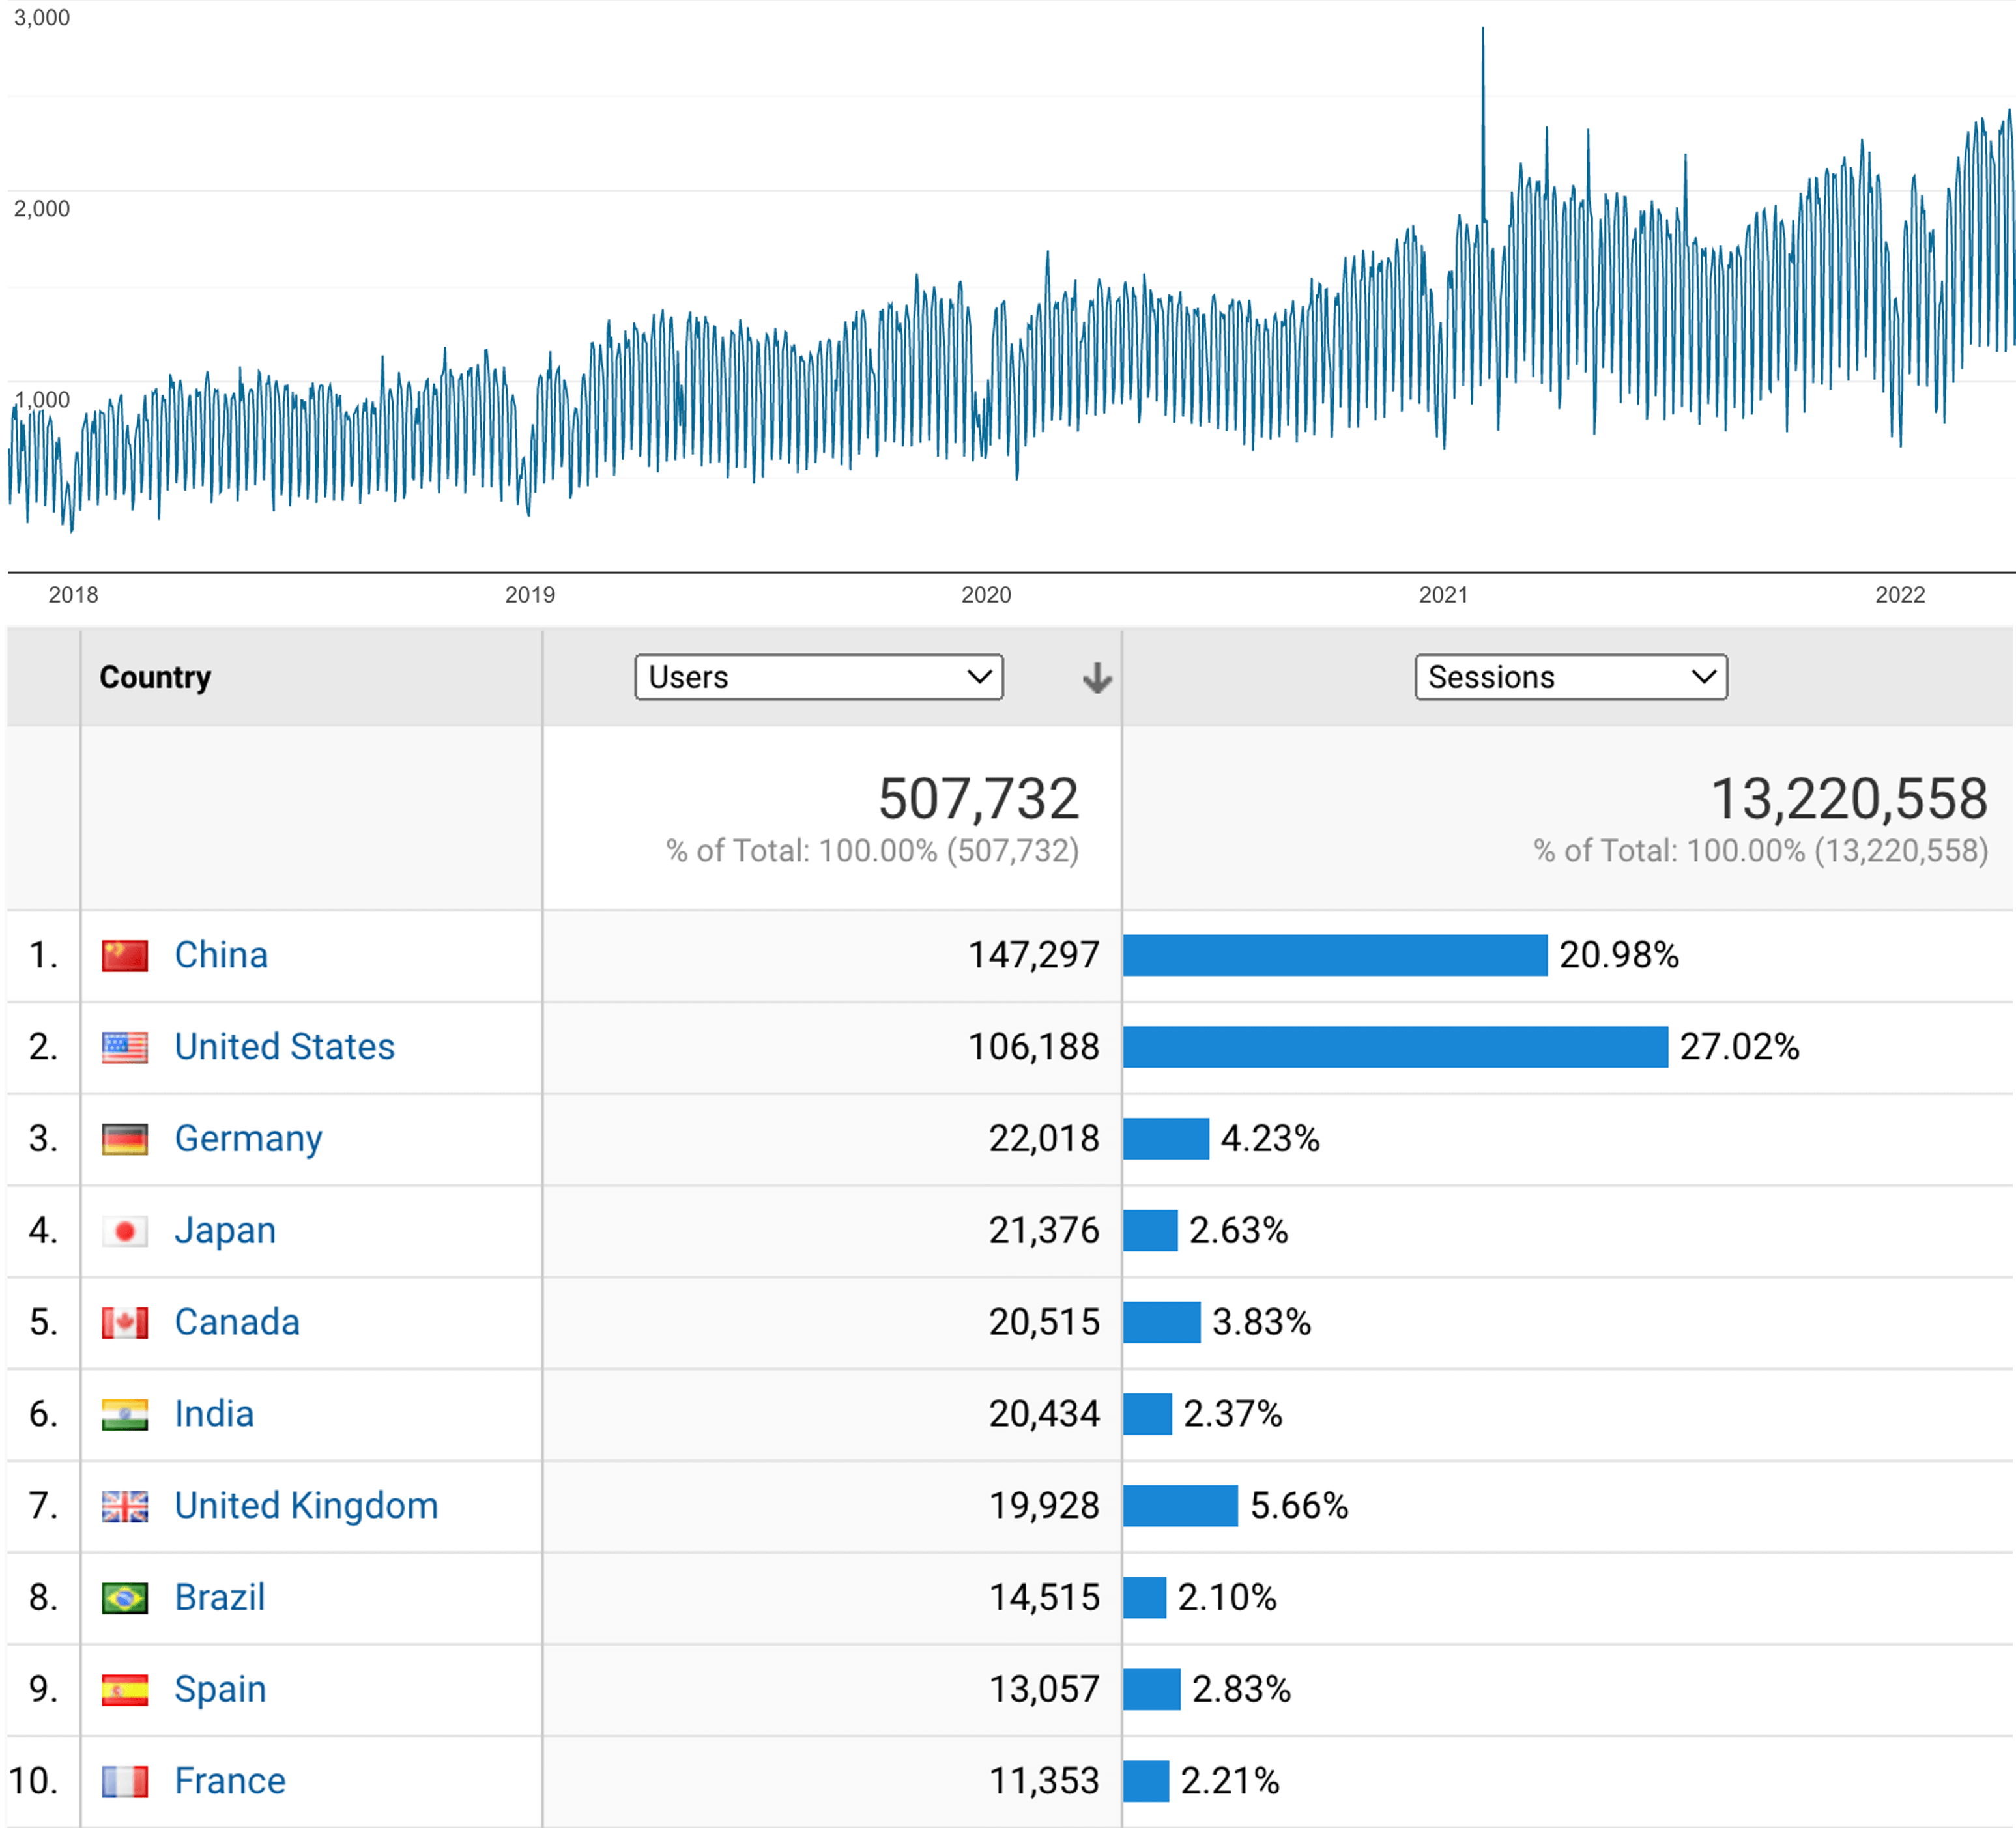 3,000
2,000
1,000
2018 2019 2020 2021 2022
Country Users Sessions
507,732 13,220,558
% of Total: 100.00% (507,732) % of Total: 100.00% (13,220,558)
1. China 147,297 20.98%
2. United States 106,188 27.02%
3. Germany 22,018 4.23%
4. Japan 21,376 2.63%
5. Canada 20,515 3.83%
6. India 20,434 2.37%
7. United Kingdom 19,928 5.66%
8. Brazil 14,515 2.10%
9. Spain 13,057 2.83%
10. France 11,353 2.21%